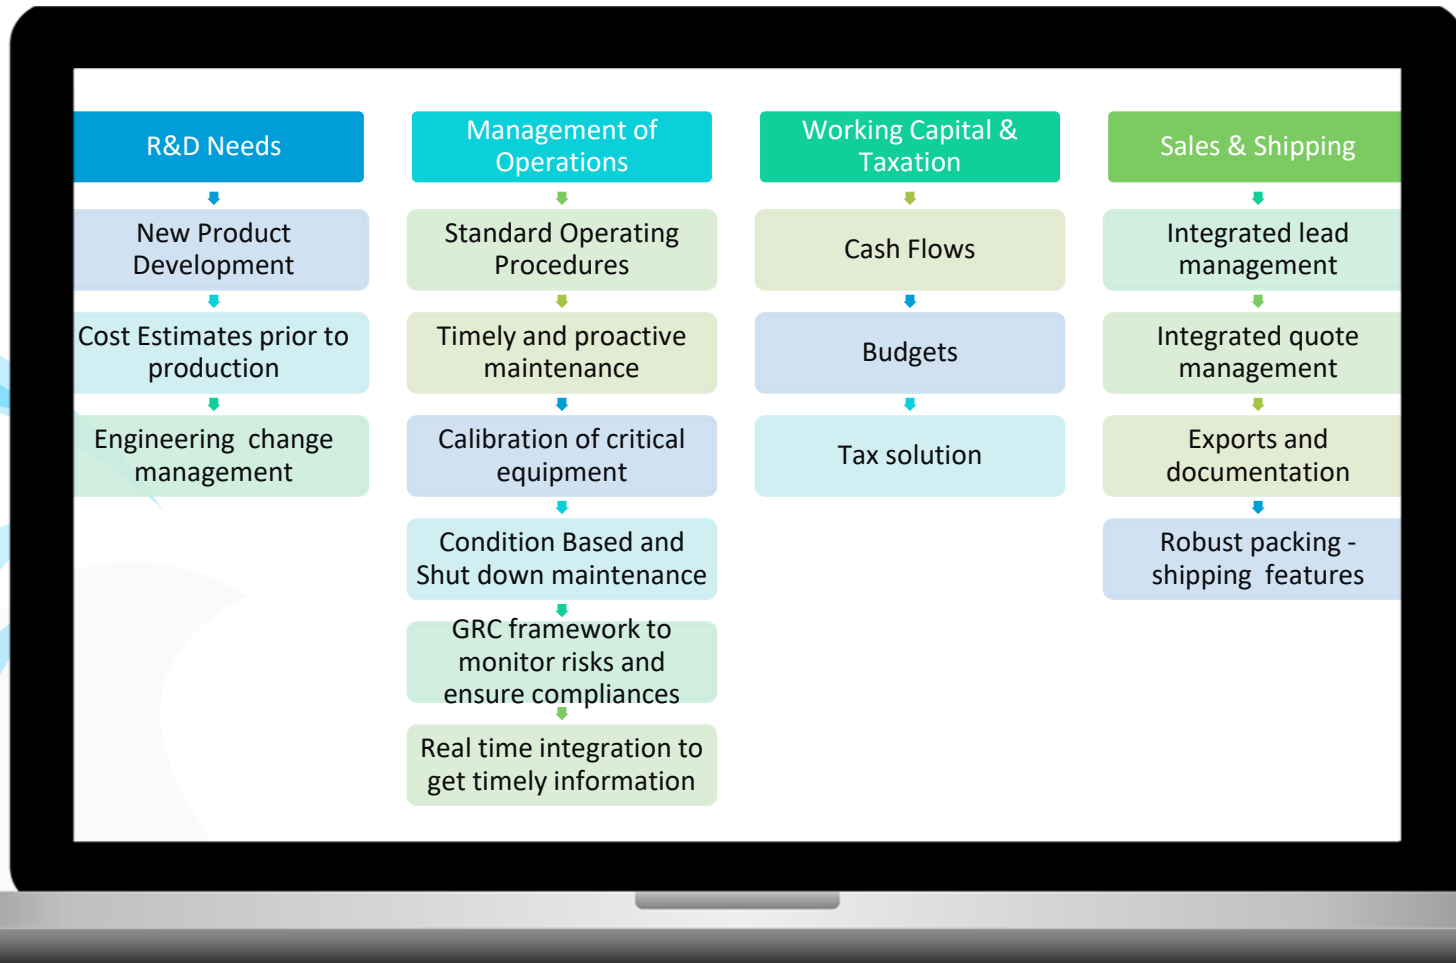 R&D Needs
New Product
Development
Cost Estimates prior to
production
Engineering change
management
Management of
Operations
Standard Operating
Procedures
Timely and proactive
maintenance
Calibration of critical
equipment
Condition Based and
Shut down maintenance
GRC framework to
monitor risks and
ensure compliances
Real time integration to
get timely information
Working Capital &
Taxation
Cash Flows
Budgets
Tax solution
Sales & Shipping
Integrated lead
management
Integrated quote
management
Exports and
documentation
Robust packing -
shipping features